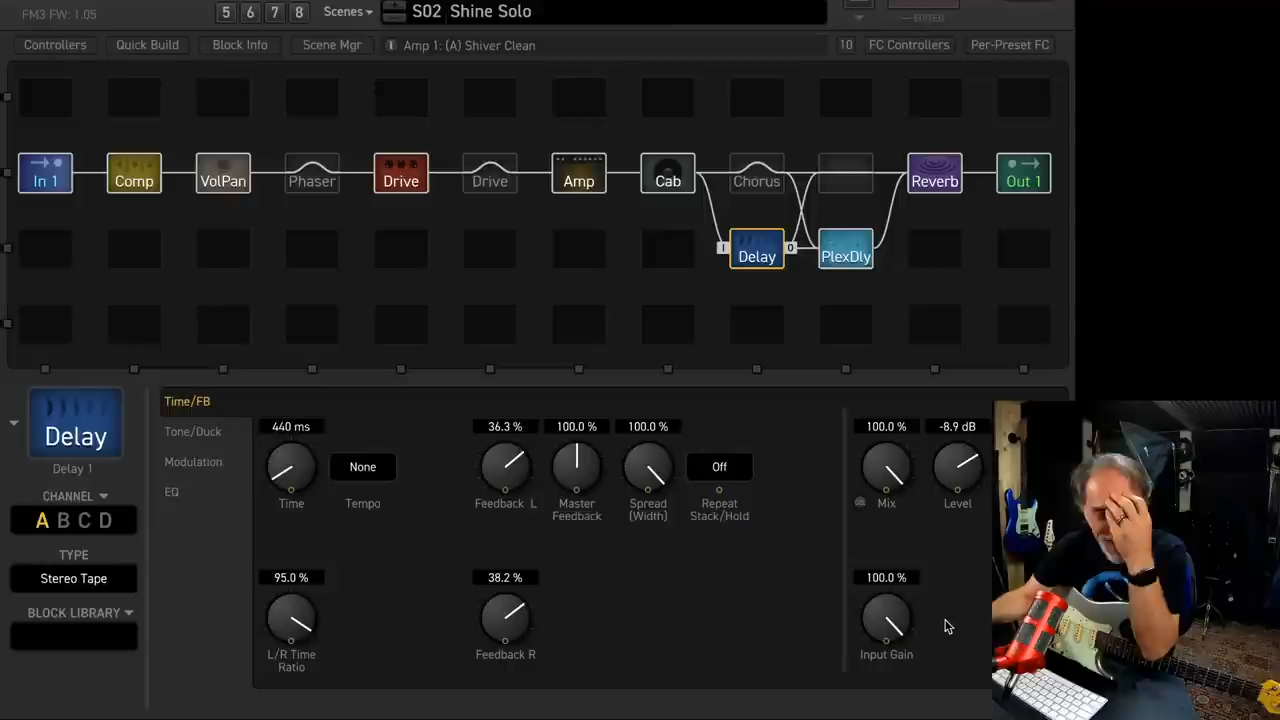 FM3 FW: 1.05
5 6 7 8 Scenes S02 Shine Solo
EDITED
Controllers Quick Build Block Info Scene Mgr Amp 1: (A) Shiver Clean 10 FC Controllers Per-Preset FC
In 1 Comp VolPan Phaser Drive Drive Amp Cab Chorus Reverb Out 1
I Delay O PlexDly
Delay
Delay 1
CHANNEL
A B C D
TYPE
Stereo Tape
BLOCK LIBRARY
Time/FB
Tone/Duck
Modulation
EQ
440 ms 36.3 % 100.0 % 100.0 % 100.0 % -8.9 dB
None Off
Time Tempo Feedback L Master Feedback Spread (Width) Repeat Stack/Hold Mix Level
95.0 % 38.2 % 100.0 %
L/R Time Ratio Feedback R Input Gain